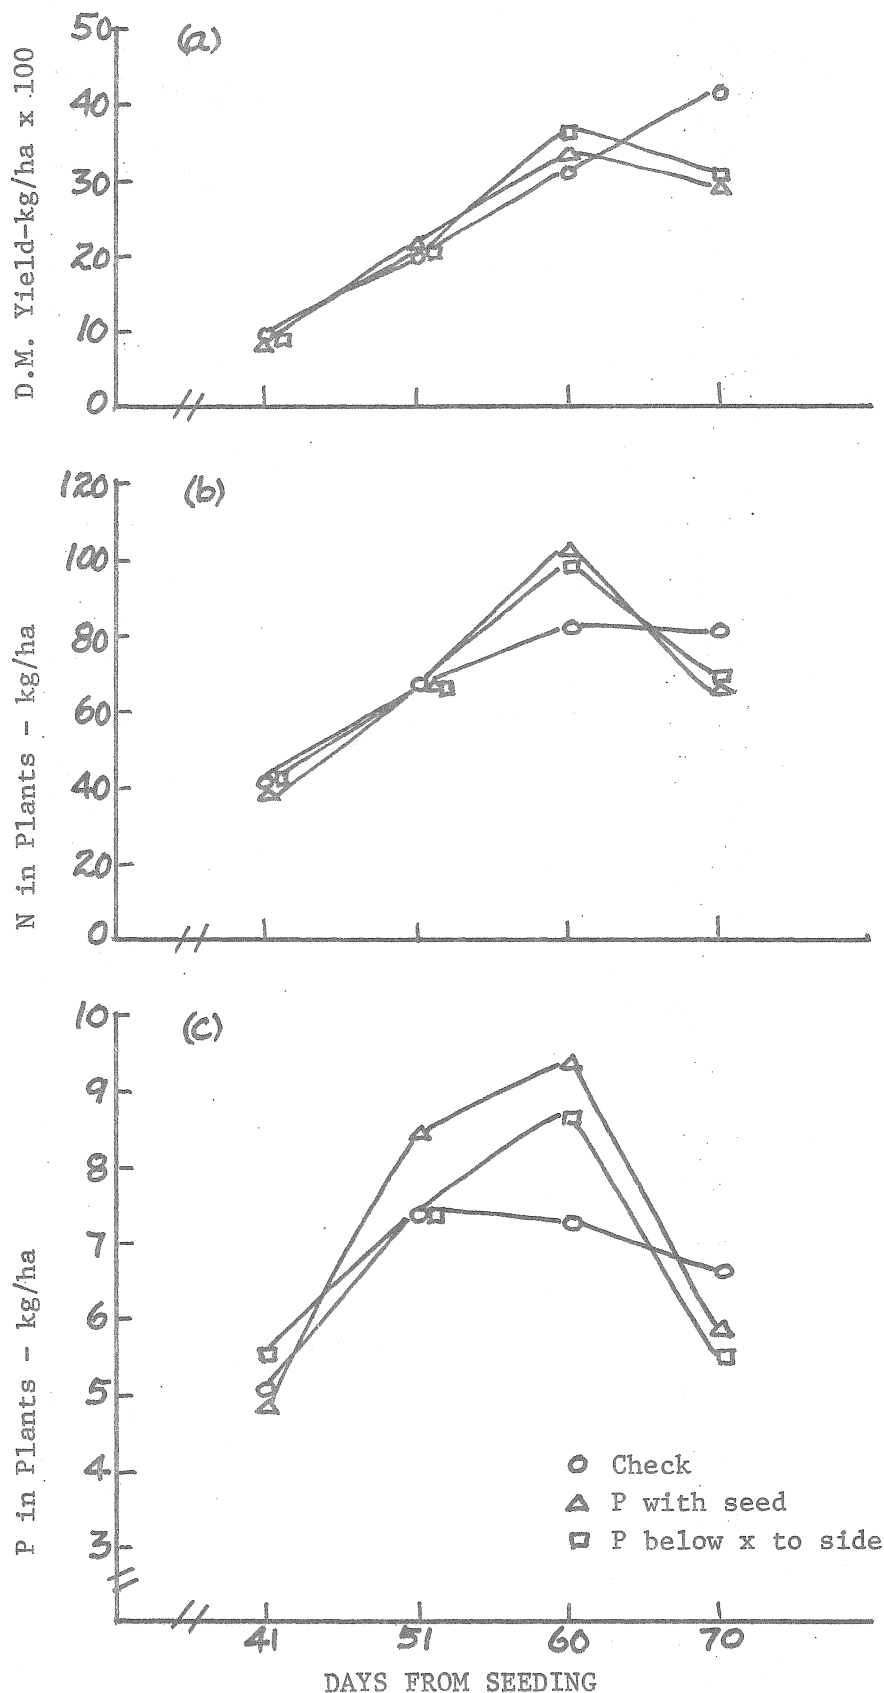 (a)
D.M. Yield-kg/ha x 100
50
40
30
20
10
0
(b)
N in Plants - kg/ha
120
100
80
60
40
20
0
(c)
P in Plants - kg/ha
10
9
8
7
6
5
4
3
O Check
△ P with seed
□ P below x to side
41 51 60 70
DAYS FROM SEEDING